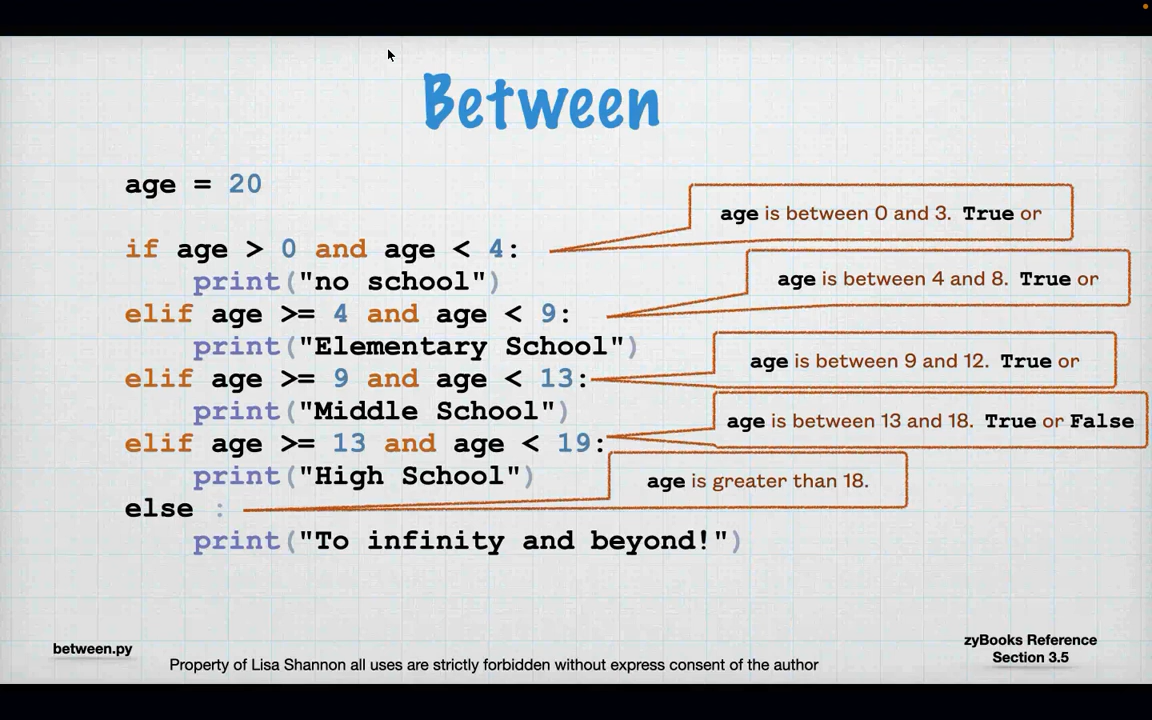 Between
age = 20
if age > 0 and age < 4:
print("no school")
elif age >= 4 and age < 9:
print("Elementary School")
elif age >= 9 and age < 13:
print("Middle School")
elif age >= 13 and age < 19:
print("High School")
else :
print("To infinity and beyond!")
age is between 0 and 3. True or
age is between 4 and 8. True or
age is between 9 and 12. True or
age is between 13 and 18. True or False
age is greater than 18.
between.py
Property of Lisa Shannon all uses are strictly forbidden without express consent of the author
zyBooks Reference
Section 3.5